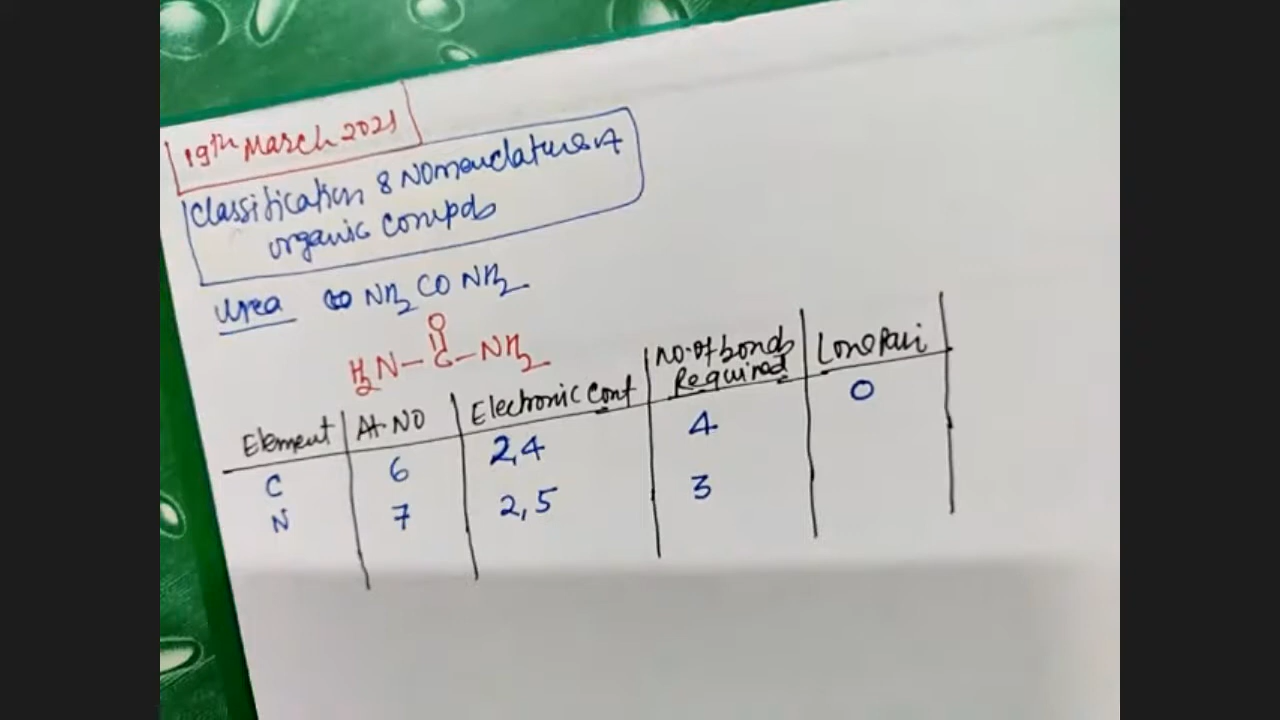 19th March 2021
Classification & Nomenclature of
organic compds
Urea CO NH2 CO NH2
O
H2N-C-NH2
Element At. NO Electronic Conf No. of bonds Required Lone Pair
C 6 2,4 4 0
N 7 2,5 3